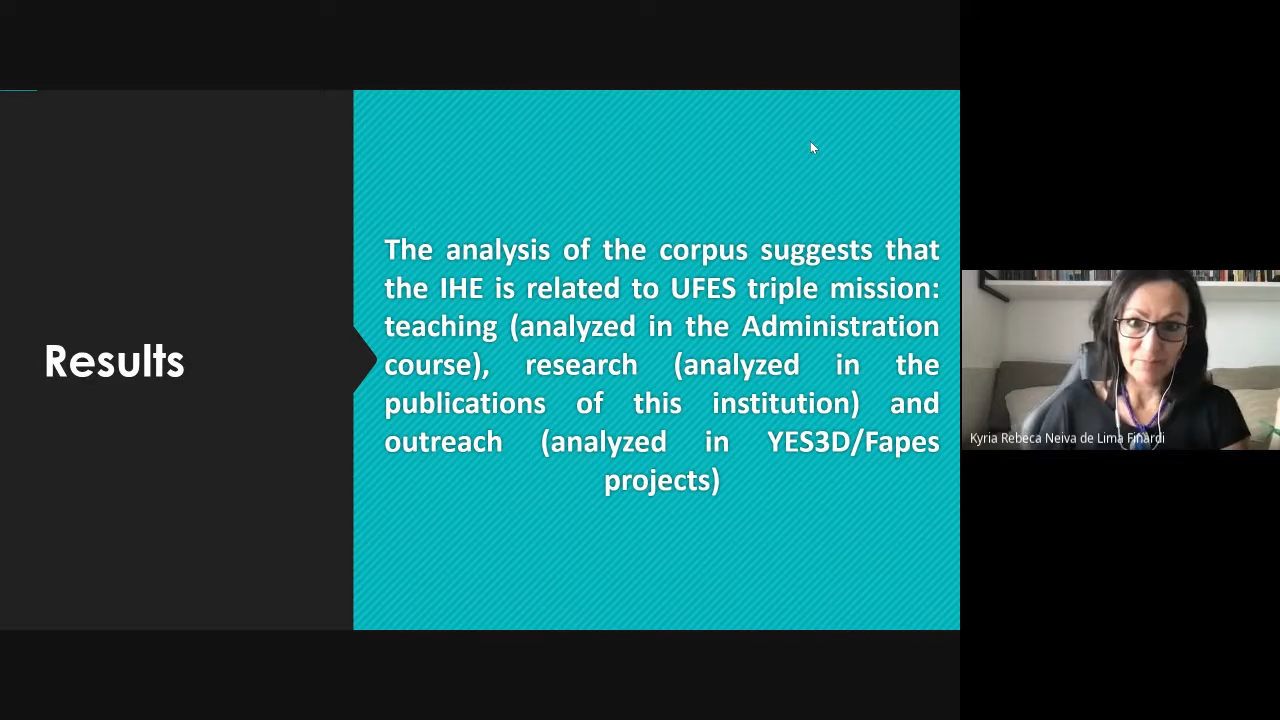 Results
The analysis of the corpus suggests that
the IHE is related to UFES triple mission:
teaching (analyzed in the Administration
course), research (analyzed in the
publications of this institution) and
outreach (analyzed in YES3D/Fapes
projects)
Kyria Rebeca Neiva de Lima Finardi